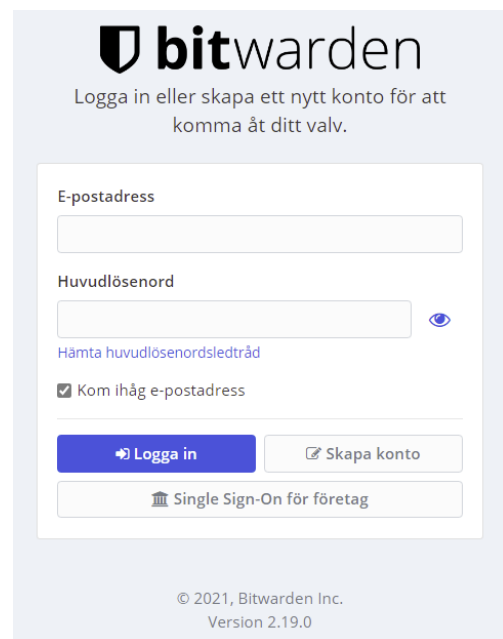 bitwarden
Logga in eller skapa ett nytt konto för att
komma åt ditt valv.
E-postadress
Huvudlösenord
Hämta huvudlösenordsledtråd
Kom ihåg e-postadress
Logga in
Skapa konto
Single Sign-On för företag
© 2021, Bitwarden Inc.
Version 2.19.0